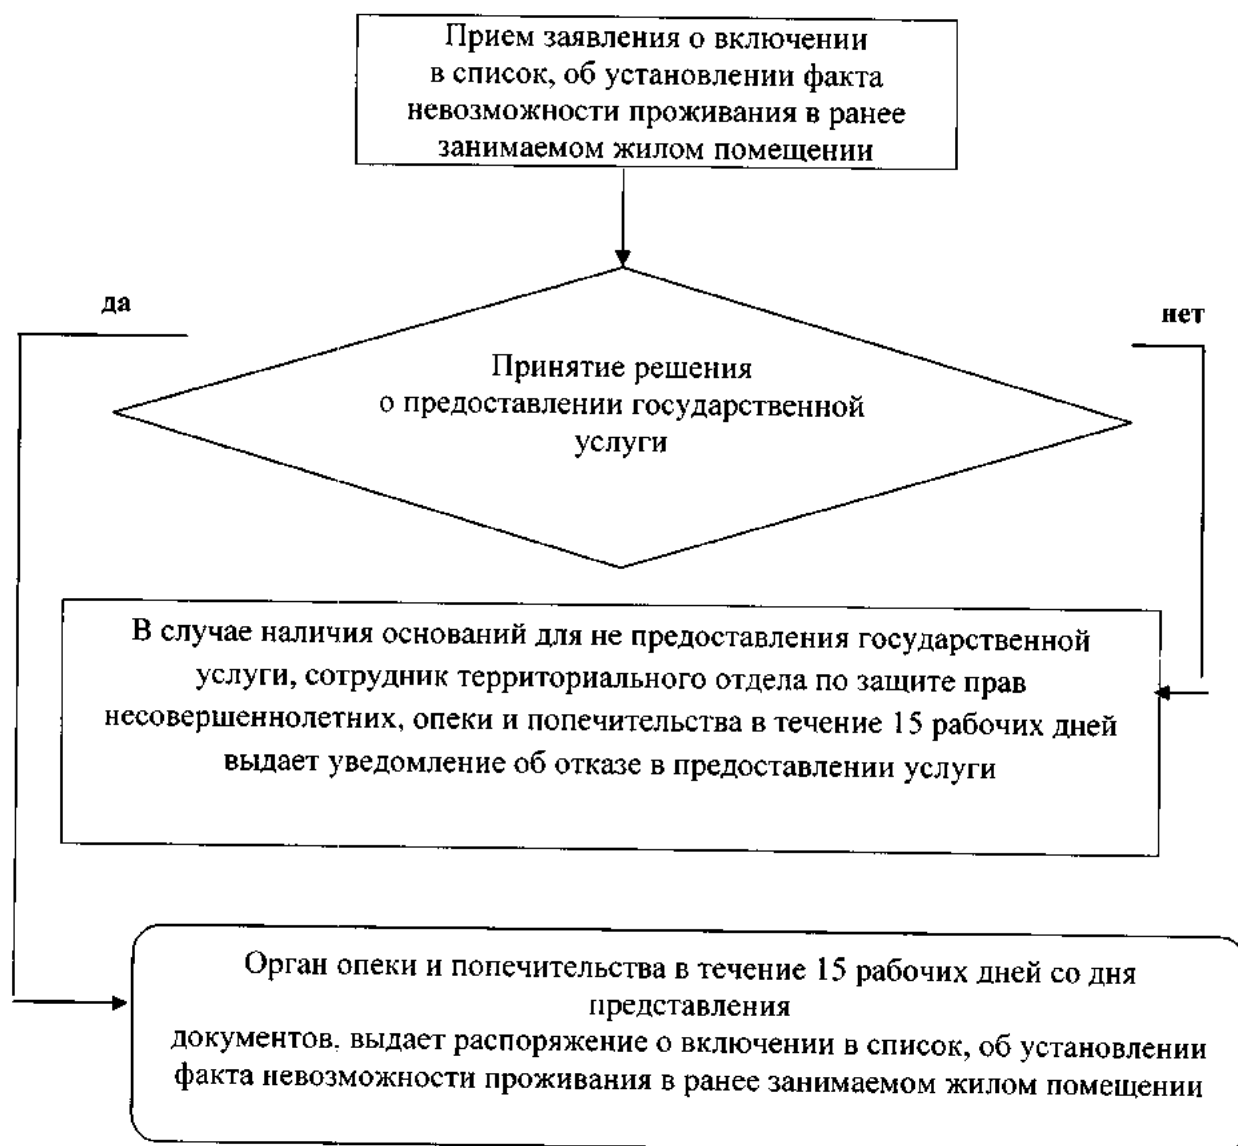 Прием заявления о включении
в список, об установлении факта
невозможности проживания в ранее
занимаемом жилом помещении
да
нет
Принятие решения
о предоставлении государственной
услуги
В случае наличия оснований для не предоставления государственной
услуги, сотрудник территориального отдела по защите прав
несовершеннолетних, опеки и попечительства в течение 15 рабочих дней
выдает уведомление об отказе в предоставлении услуги
Орган опеки и попечительства в течение 15 рабочих дней со дня
представления
документов, выдает распоряжение о включении в список, об установлении
факта невозможности проживания в ранее занимаемом жилом помещении